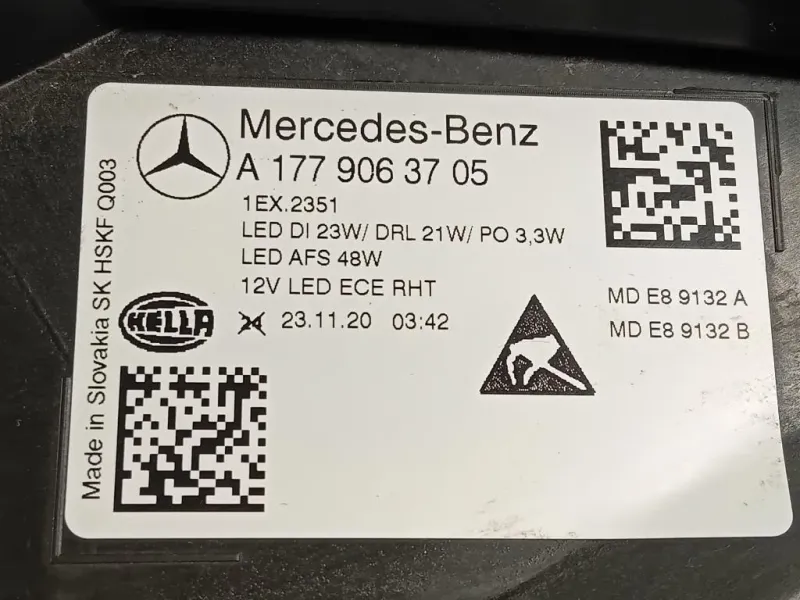 Mercedes-Benz
A 177 906 37 05
1EX.2351
LED DI 23W/ DRL 21W/ PO 3,3W
LED AFS 48W
12V LED ECE RHT
HELLA
24 23.11.20 03:42
MD E8 9132 A
MD E8 9132 B
Made in Slovakia SK HSKF Q003